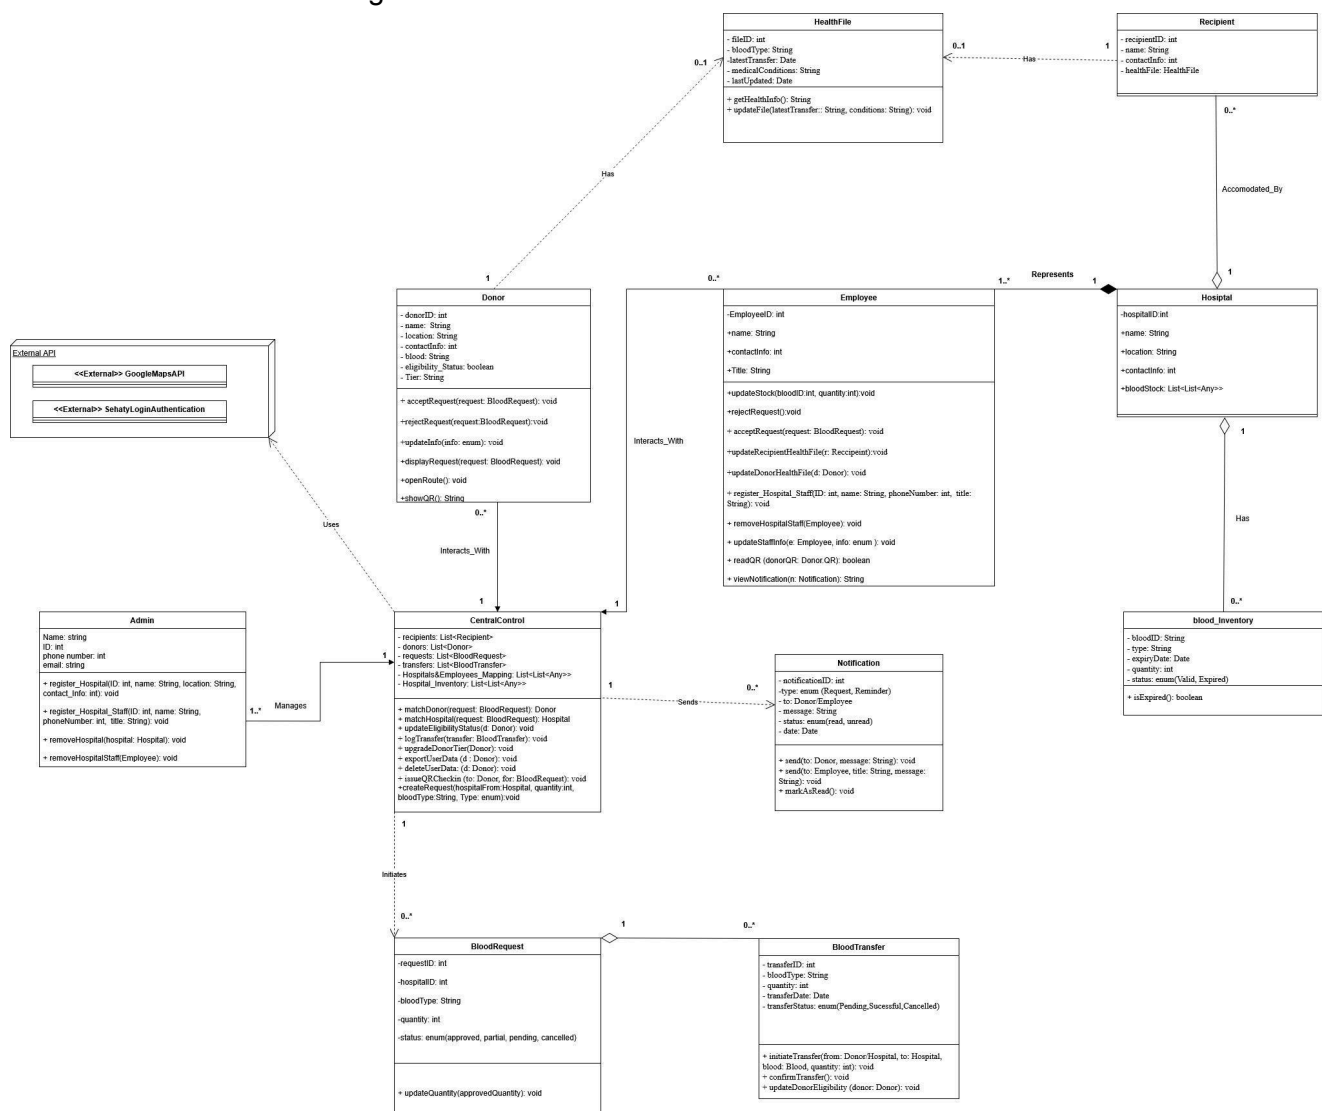 g
HealthFile
- fileID: int
- bloodType: String
-latestTransfer: Date
- medicalConditions: String
- lastUpdated: Date
+ getHealthInfo(): String
+ updateFile(latestTransfer:: String, conditions: String): void
Recipient
- recipientID: int
- name: String
- contactInfo: int
- healthFile: HealthFile
0..1
0..1
1
Has
0..*
Has
Accomodated_By
1
1
Donor
- donorID: int
- name:  String
- location: String
- contactInfo: int
- blood: String
- eligibility_Status: boolean
- Tier: String
+ acceptRequest(request: BloodRequest): void
+rejectRequest(request:BloodRequest):void
+updateInfo(info: enum): void
+displayRequest(request: BloodRequest): void
+openRoute(): void
+showQR(): String
0..*
1..*
Represents
1
Employee
-EmployeeID: int
+name: String
+contactInfo: int
+Title: String
+updateStock(bloodID:int, quantity:int):void
+rejectRequest():void
+ acceptRequest(request: BloodRequest): void
+updateRecipientHealthFile(r: Reccipeint):void
+updateDonorHealthFile(d: Donor): void
+ register_Hospital_Staff(ID: int, name: String, phoneNumber: int,  title:
String): void
+ removeHospitalStaff(Employee): void
+ updateStaffInfo(e: Employee, info: enum ): void
+ readQR (donorQR: Donor.QR): boolean
+ viewNotification(n: Notification): String
Hosiptal
-hospitalID:int
+name: String
+location: String
+contactInfo: int
+bloodStock: List<List<Any>>
External API
<<External>> GoogleMapsAPI
<<External>> SehatyLoginAuthentication
Uses
0..*
Interacts_With
1
Interacts_With
1
1
Has
0..*
blood_Inventory
- bloodID: String
- type: String
- expiryDate: Date
- quantity: int
- status: enum(Valid, Expired)
+ isExpired(): boolean
Admin
Name: string
ID: int
phone number: int
email: string
+ register_Hospital(ID: int, name: String, location: String,
contact_Info: int): void
+ register_Hospital_Staff(ID: int, name: String,
phoneNumber: int,  title: String): void
+ removeHospital(hospital: Hospital): void
+ removeHospitalStaff(Employee): void
1
1..*
Manages
CentralControl
- recipients: List<Recipient>
- donors: List<Donor>
- requests: List<BloodRequest>
- transfers: List<BloodTransfer>
- Hospitals&Employees_Mapping: List<List<Any>>
- Hospital_Inventory: List<List<Any>>
+ matchDonor(request: BloodRequest): Donor
+ matchHospital(request: BloodRequest): Hospital
+ updateEligibilityStatus(d: Donor): void
+ logTransfer(transfer: BloodTransfer): void
+ upgradeDonorTier(Donor): void
+ exportUserData (d : Donor): void
+ deleteUserData: (d: Donor): void
+ issueQRCheckin (to: Donor, for: BloodRequest): void
+createRequest(hospitalFrom:Hospital, quantity:int,
bloodType:String, Type: enum):void
1
0..*
Sends
Notification
- notificationID: int
-type: enum (Request, Reminder)
- to: Donor/Employee
- message: String
- status: enum(read, unread)
- date: Date
+ send(to: Donor, message: String): void
+ send(to: Employee, title: String, message:
String): void
+ markAsRead(): void
1
Initiates
0..*
BloodRequest
-requestID: int
-hospitalID: int
-bloodType: String
-quantity: int
-status: enum(approved, partial, pending, cancelled)
+ updateQuantity(approvedQuantity): void
1
0..*
BloodTransfer
- transferID: int
- bloodType: String
- quantity: int
- transferDate: Date
- transferStatus: enum(Pending,Sucessful,Cancelled)
+ initiateTransfer(from: Donor/Hospital, to: Hospital,
blood: Blood, quantity: int): void
+ confirmTransfer(): void
+ updateDonorEligibility (donor: Donor): void